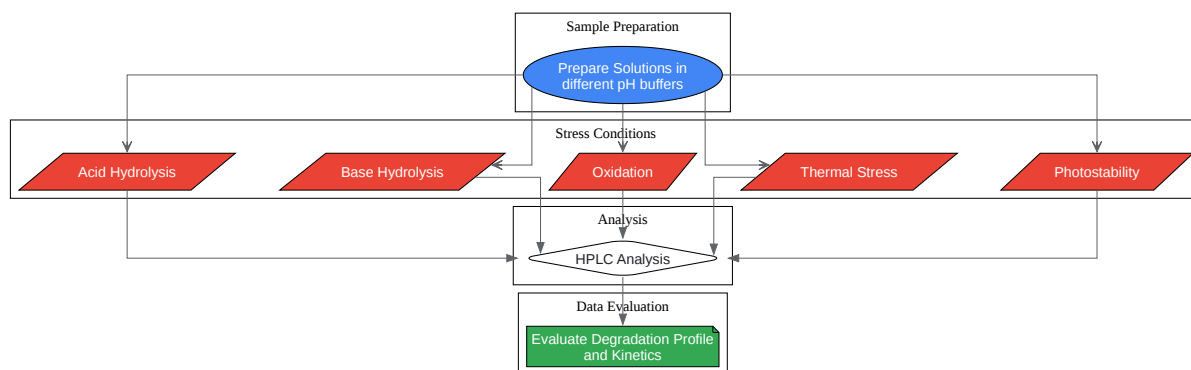 Sample Preparation
Prepare Solutions in
different pH buffers
Stress Conditions
Acid Hydrolysis
Base Hydrolysis
Oxidation
Thermal Stress
Photostability
Analysis
HPLC Analysis
Data Evaluation
Evaluate Degradation Profile
and Kinetics